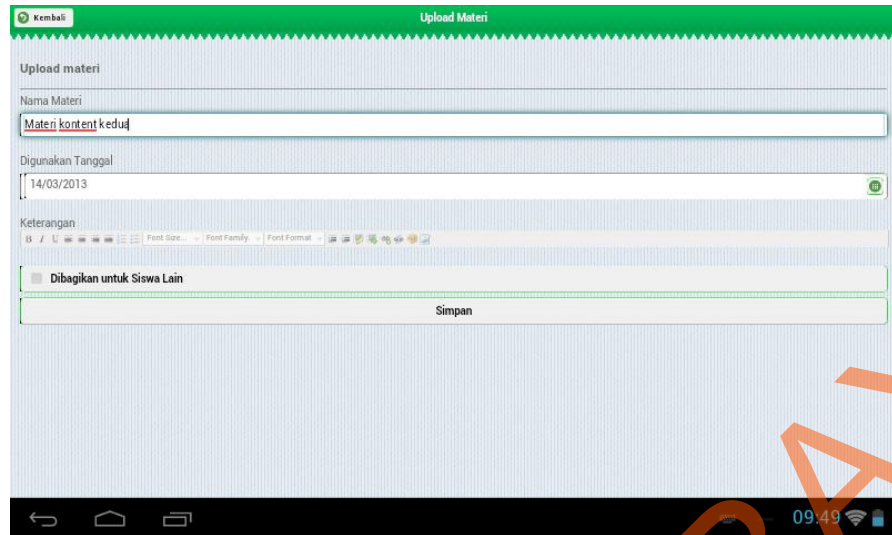 Kembali
Upload Materi
Upload materi
Nama Materi
Materi kontent kedua
Digunakan Tanggal
14/03/2013
Keterangan
B I U Font Size... Font Family. Font Format
Dibagikan untuk Siswa Lain
Simpan
09:49